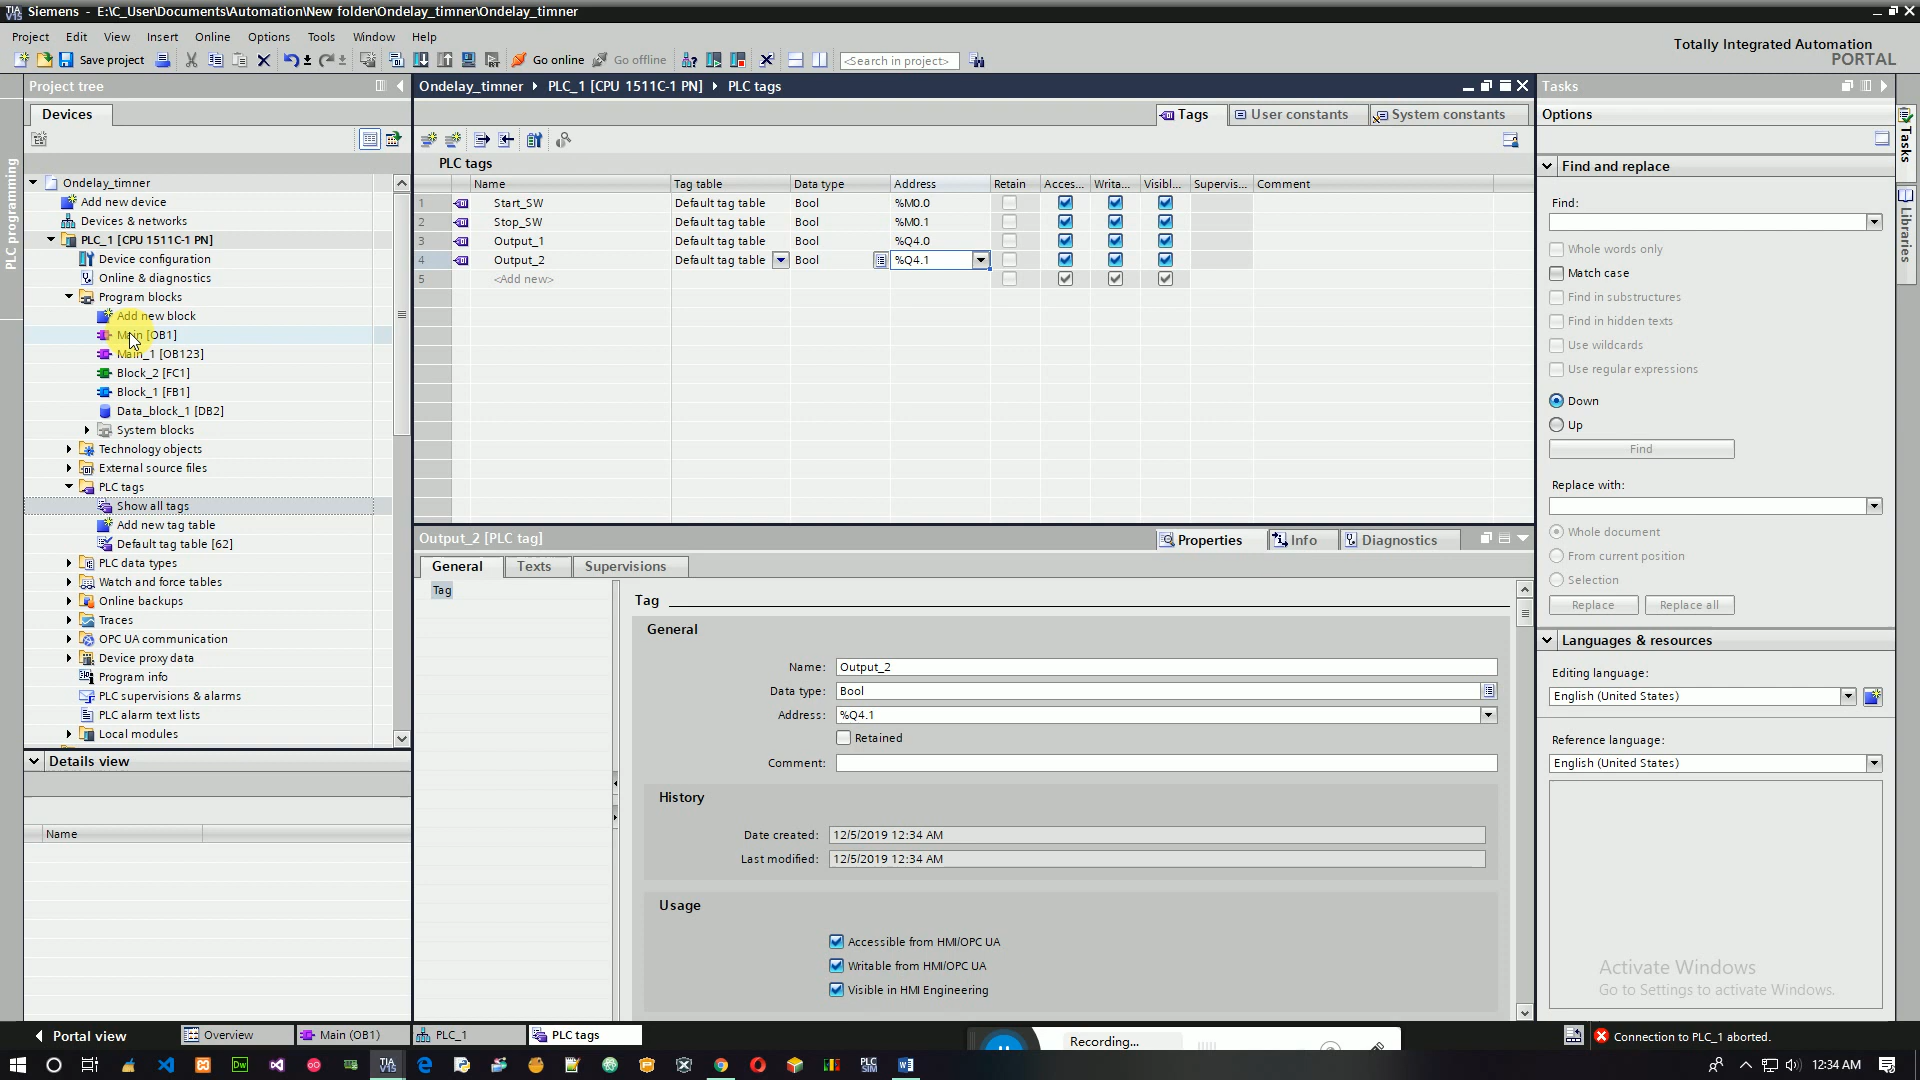 Siemens - E:\C_User\Documents\Automation\New folder\Ondelay_timner\Ondelay_timner
Project Edit View Insert Online Options Tools Window Help
Totally Integrated Automation
PORTAL
Save project
Go online
Go offline
<Search in project>
Project tree
Ondelay_timner PLC_1 [CPU 1511C-1 PN] PLC tags
Tasks
Devices
Tags User constants System constants
Options
PLC programming
Tasks
Libraries
PLC tags
Name Tag table Data type Address Retain Acces... Writa... Visibl... Supervis... Comment
1 Start_SW Default tag table Bool %M0.0
2 Stop_SW Default tag table Bool %M0.1
3 Output_1 Default tag table Bool %Q4.0
4 Output_2 Default tag table Bool %Q4.1
5 <Add new>
Ondelay_timner
Add new device
Devices & networks
PLC_1 [CPU 1511C-1 PN]
Device configuration
Online & diagnostics
Program blocks
Add new block
Main [OB1]
Main_1 [OB123]
Block_2 [FC1]
Block_1 [FB1]
Data_block_1 [DB2]
System blocks
Technology objects
External source files
PLC tags
Show all tags
Add new tag table
Default tag table [62]
PLC data types
Watch and force tables
Online backups
Traces
OPC UA communication
Device proxy data
Program info
PLC supervisions & alarms
PLC alarm text lists
Local modules
Details view
Name
Output_2 [PLC tag]
Properties Info Diagnostics
General Texts Supervisions
Tag
Tag
General
Name: Output_2
Data type: Bool
Address: %Q4.1
Retained
Comment:
History
Date created: 12/5/2019 12:34 AM
Last modified: 12/5/2019 12:34 AM
Usage
Accessible from HMI/OPC UA
Writable from HMI/OPC UA
Visible in HMI Engineering
Find and replace
Find:
Whole words only
Match case
Find in substructures
Find in hidden texts
Use wildcards
Use regular expressions
Down
Up
Find
Replace with:
Whole document
From current position
Selection
Replace Replace all
Languages & resources
Editing language:
English (United States)
Reference language:
English (United States)
Activate Windows
Go to Settings to activate Windows.
Portal view Overview Main (OB1) PLC_1 PLC tags
Recording...
Connection to PLC_1 aborted.
12:34 AM